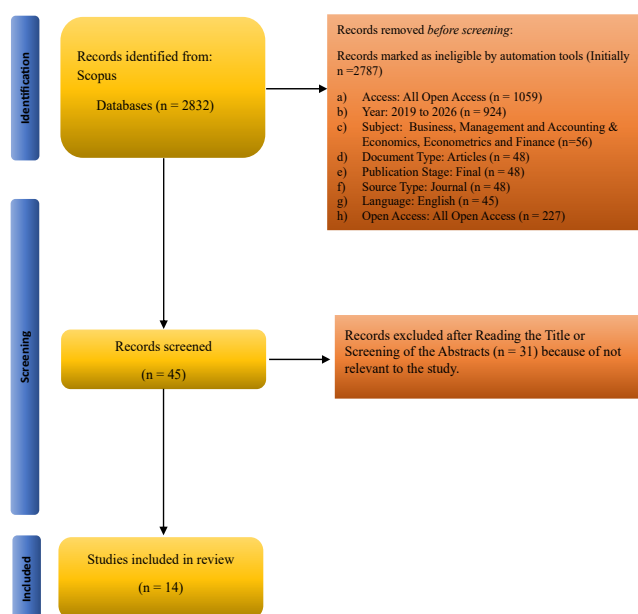 Identification
Records identified from:
Scopus
Databases (n = 2832)
Records removed before screening:
Records marked as ineligible by automation tools (Initially
n =2787)
a) Access: All Open Access (n = 1059)
b) Year: 2019 to 2026 (n = 924)
c) Subject: Business, Management and Accounting &
Economics, Econometrics and Finance (n=56)
d) Document Type: Articles (n = 48)
e) Publication Stage: Final (n = 48)
f) Source Type: Journal (n = 48)
g) Language: English (n = 45)
h) Open Access: All Open Access (n = 227)
Screening
Records screened
(n = 45)
Records excluded after Reading the Title or
Screening of the Abstracts (n = 31) because of not
relevant to the study.
Included
Studies included in review
(n = 14)